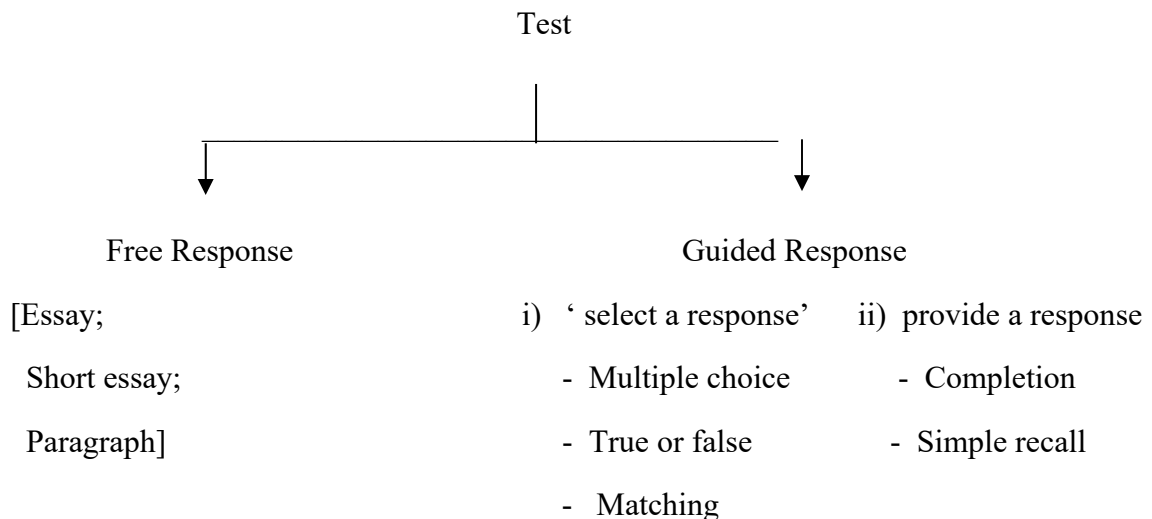 Test
Free Response Guided Response
[Essay; i) ‘ select a response’ ii) provide a response
Short essay; - Multiple choice - Completion
Paragraph] - True or false - Simple recall
- Matching